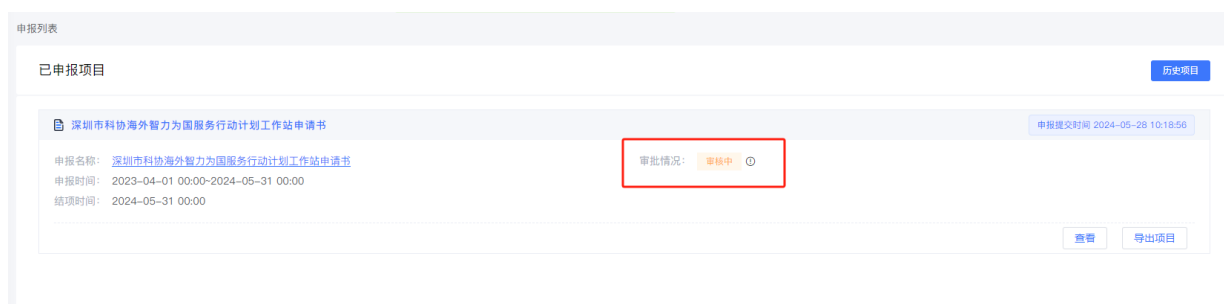 申报列表
已申报项目
历史项目
深圳市科协海外智力为国服务行动计划工作站申请书
申报提交时间 2024-05-28 10:18:56
申报名称： 深圳市科协海外智力为国服务行动计划工作站申请书
审批情况： 审核中
申报时间： 2023-04-01 00:00~2024-05-31 00:00
结项时间： 2024-05-31 00:00
查看 导出项目